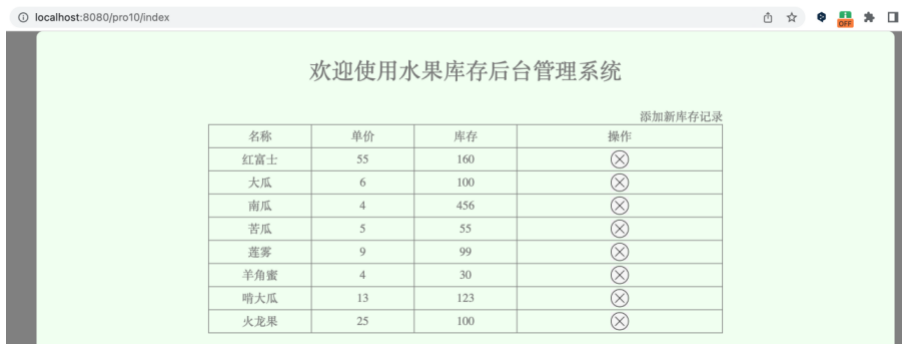 localhost:8080/pro10/index
OFF
欢迎使用水果库存后台管理系统
添加新库存记录
名称 单价 库存 操作
红富士 55 160
大瓜 6 100
南瓜 4 456
苦瓜 5 55
莲雾 9 99
羊角蜜 4 30
啃大瓜 13 123
火龙果 25 100